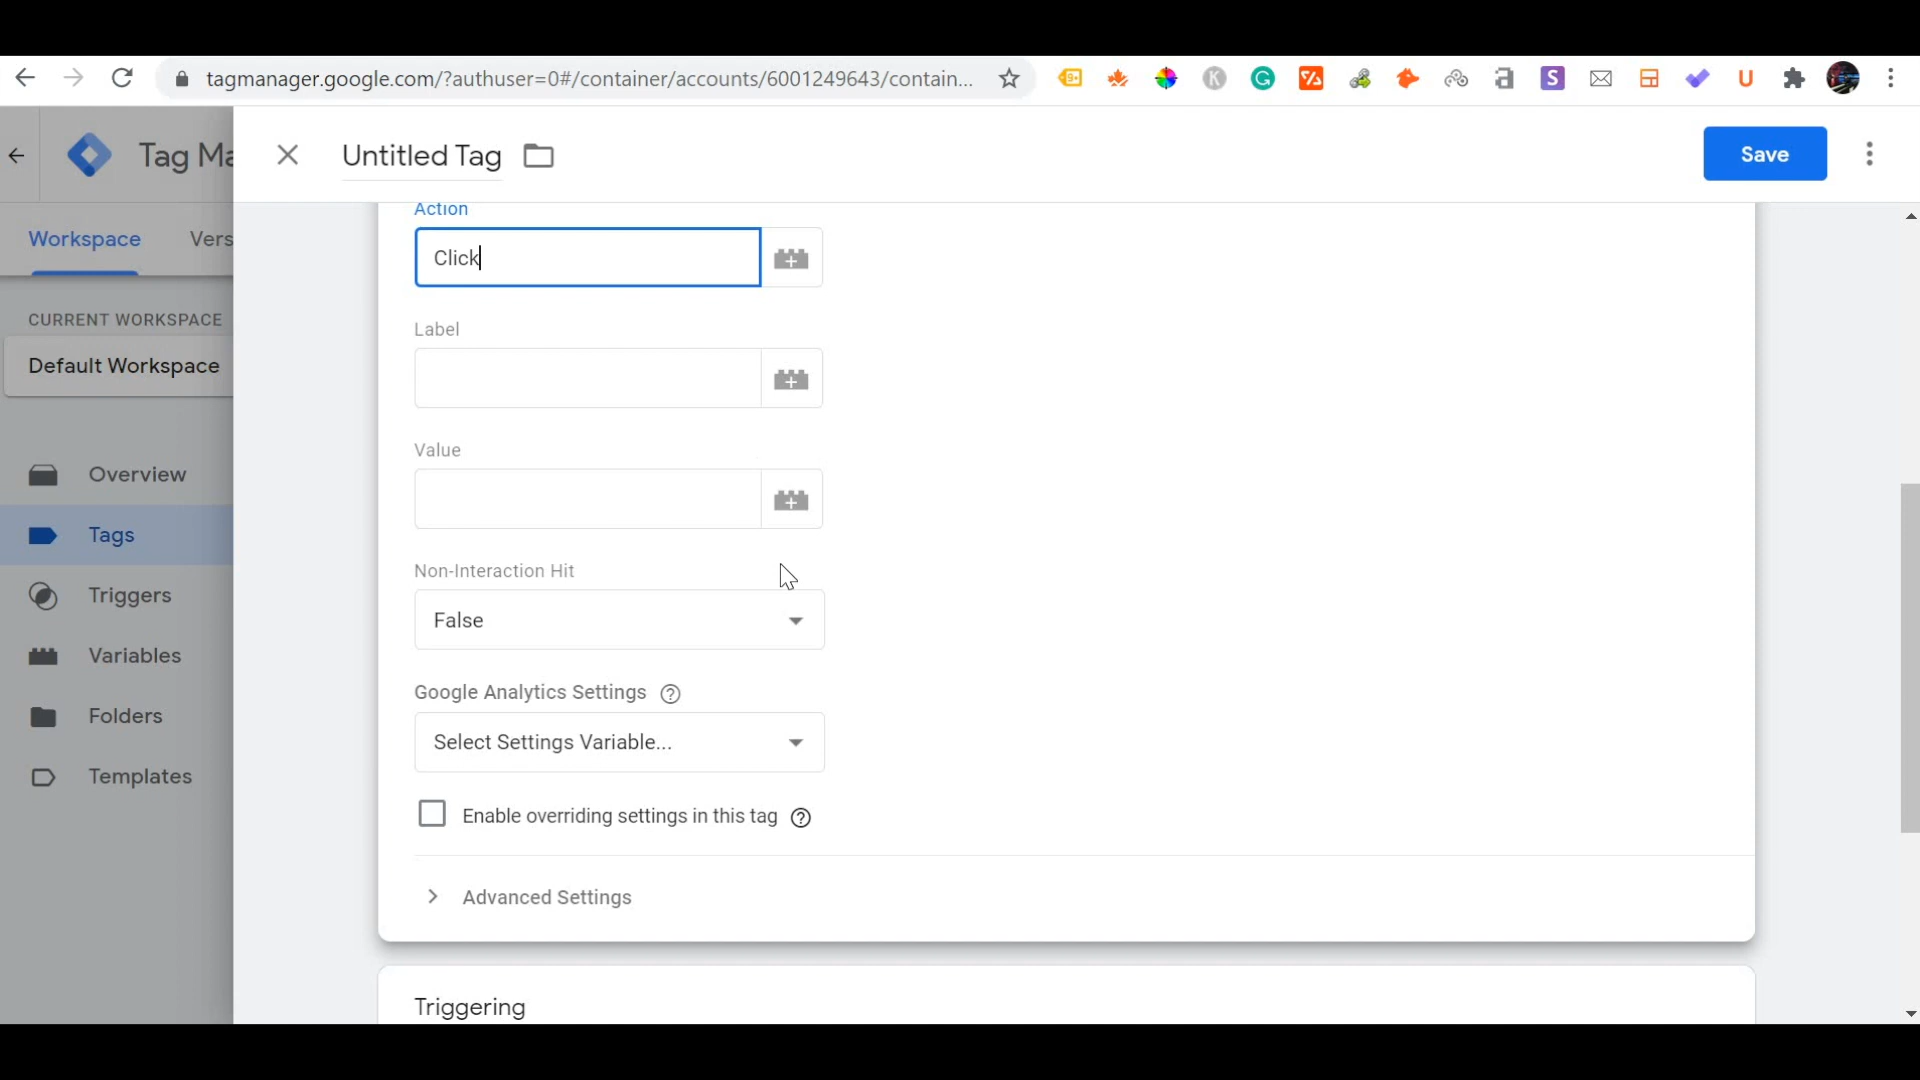 tagmanager.google.com/?authuser=0#/container/accounts/6001249643/contain...
Tag Ma
Untitled Tag
Save
Workspace
Vers
CURRENT WORKSPACE
Default Workspace
Overview
Tags
Triggers
Variables
Folders
Templates
Action
Click
Label
Value
Non-Interaction Hit
False
Google Analytics Settings
Select Settings Variable...
Enable overriding settings in this tag
Advanced Settings
Triggering